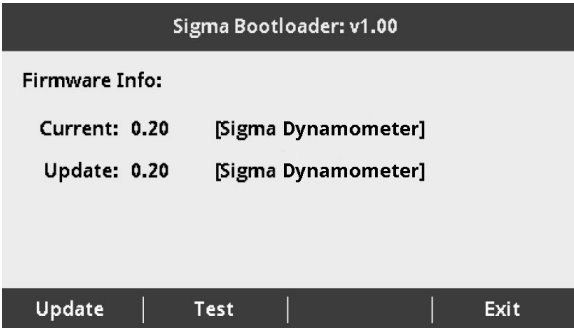 Sigma Bootloader: v1.00
Firmware Info:
Current: 0.20 [Sigma Dynamometer]
Update: 0.20 [Sigma Dynamometer]
Update | Test | | Exit